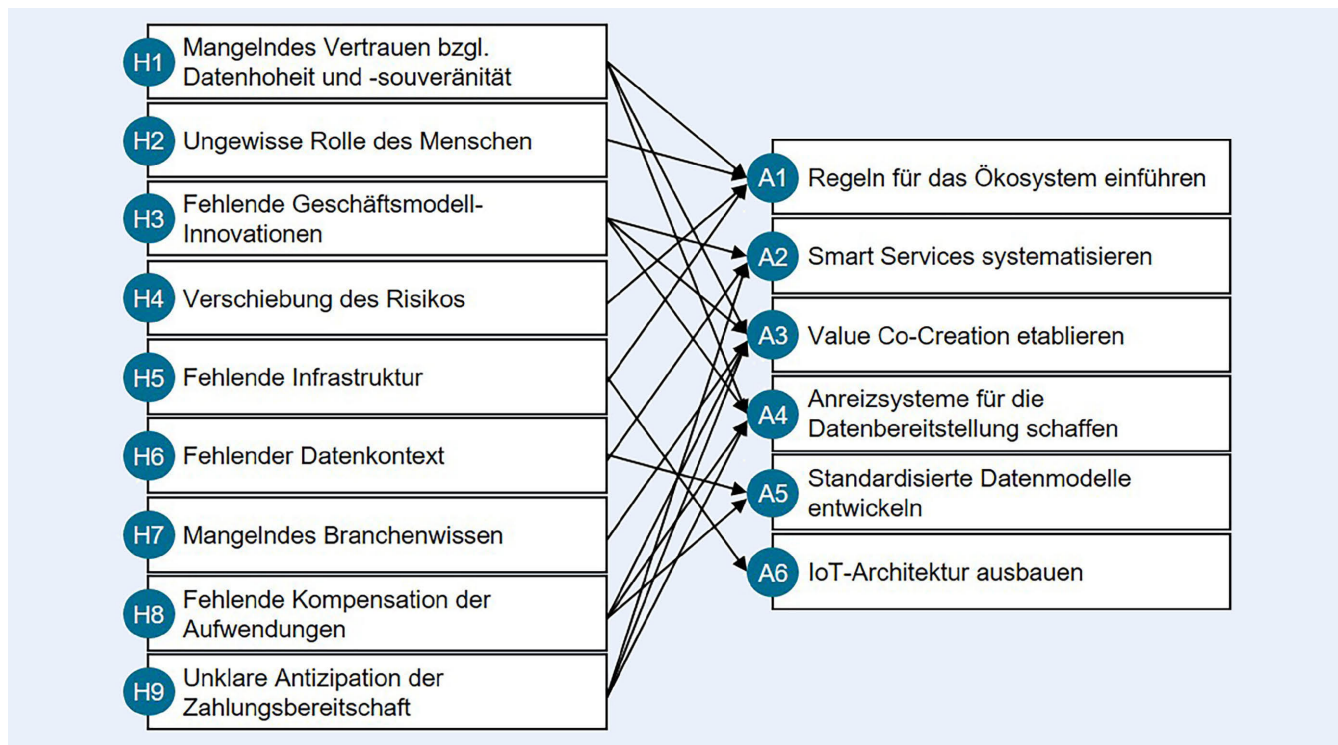 H1
Mangelndes Vertrauen bzgl.
Datenhoheit und -souveränität
H2
Ungewisse Rolle des Menschen
H3
Fehlende Geschäftsmodell-
Innovationen
H4
Verschiebung des Risikos
H5
Fehlende Infrastruktur
H6
Fehlender Datenkontext
H7
Mangelndes Branchenwissen
H8
Fehlende Kompensation der
Aufwendungen
H9
Unklare Antizipation der
Zahlungsbereitschaft
A1
Regeln für das Ökosystem einführen
A2
Smart Services systematisieren
A3
Value Co-Creation etablieren
A4
Anreizsysteme für die
Datenbereitstellung schaffen
A5
Standardisierte Datenmodelle
entwickeln
A6
IoT-Architektur ausbauen